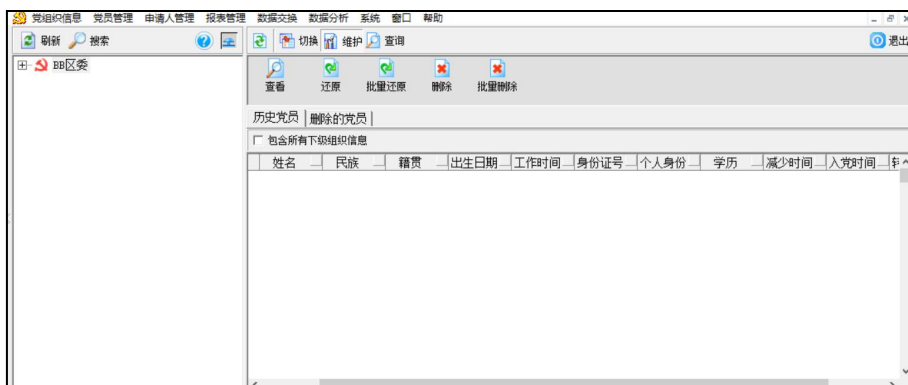 党组织信息 党员管理 申请人管理 报表管理 数据交换 数据分析 系统 窗口 帮助
刷新 搜索 切换 维护 查询 退出
BB区委
查看 还原 批量还原 删除 批量删除
历史党员 删除的党员
包含所有下级组织信息
姓名 民族 籍贯 出生日期 工作时间 身份证号 个人身份 学历 减少时间 入党时间